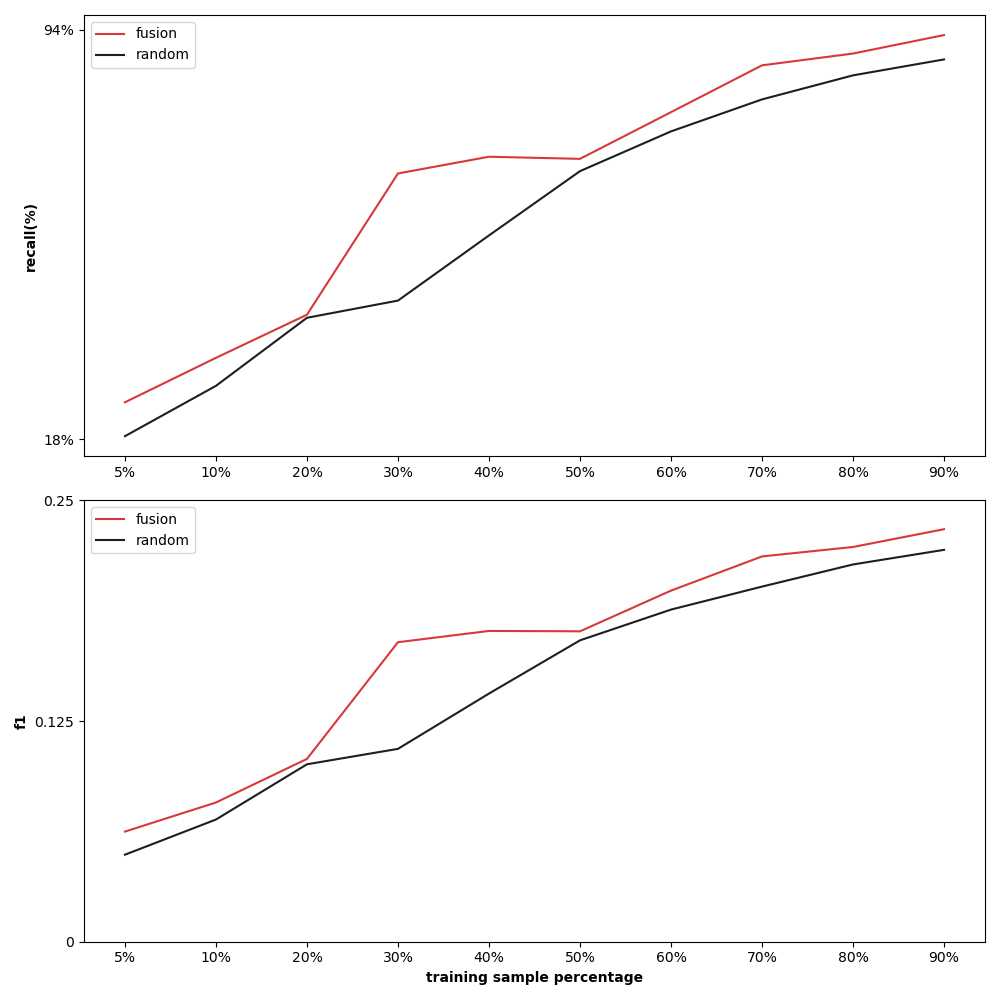 94%
fusion
random
recall(%)
18%
5% 10% 20% 30% 40% 50% 60% 70% 80% 90%
0.25
fusion
random
f1
0.125
0
5% 10% 20% 30% 40% 50% 60% 70% 80% 90%
training sample percentage